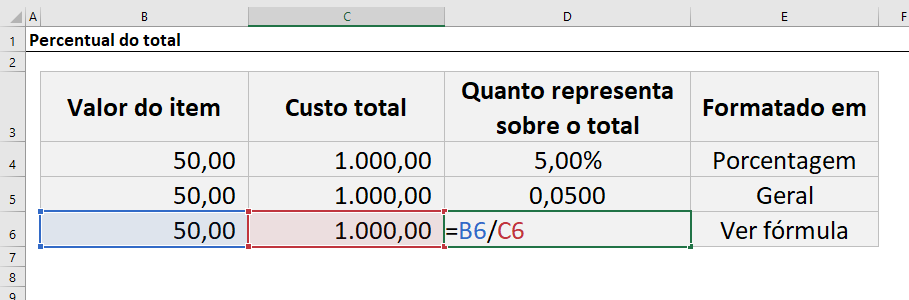 A B C D E F
1 Percentual do total
2
Valor do item Custo total Quanto representa Formatado em
3 sobre o total
4 50,00 1.000,00 5,00% Porcentagem
5 50,00 1.000,00 0,0500 Geral
6 50,00 1.000,00 =B6/C6 Ver fórmula
7
8
9